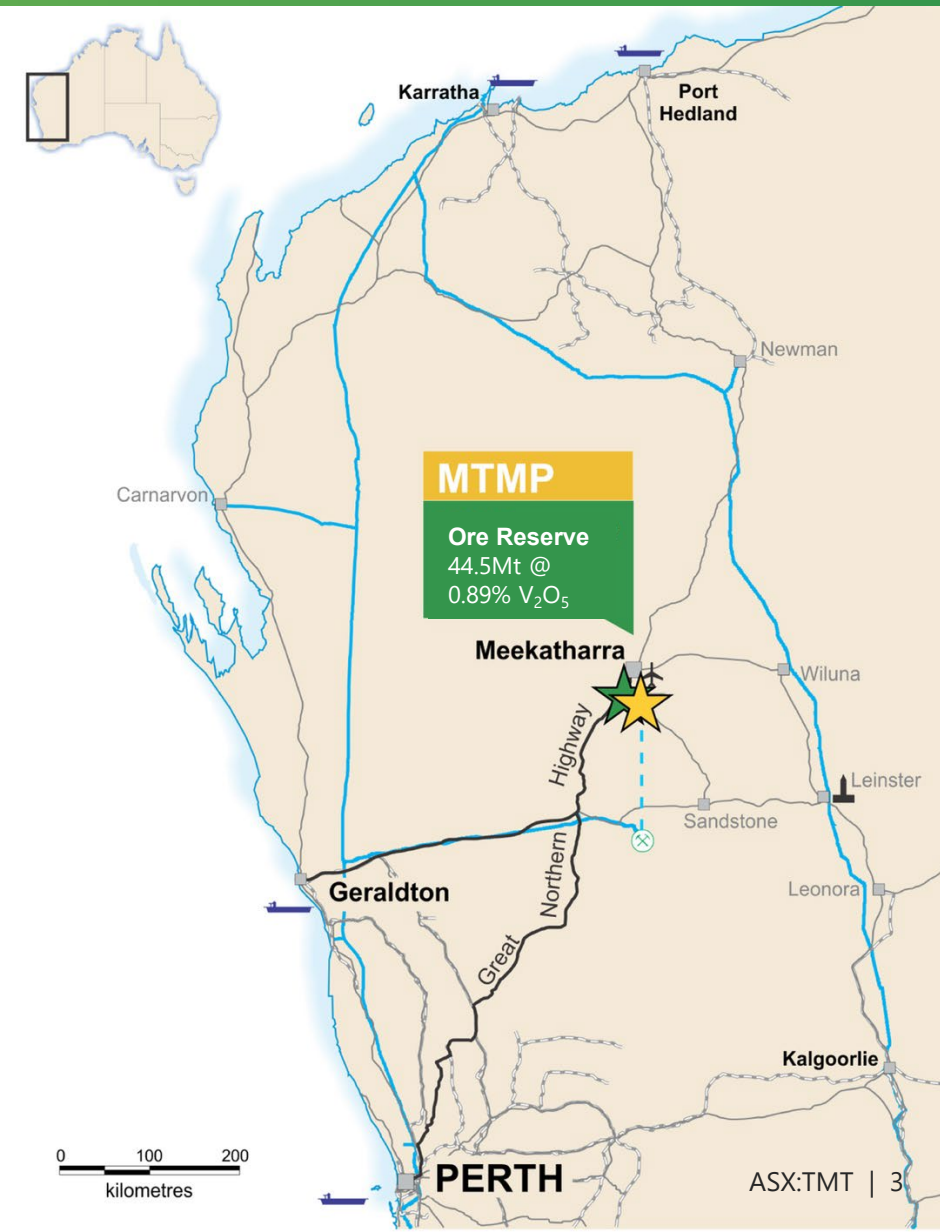 Karratha
Port
Hedland
Newman
MTMP
Ore Reserve
44.5Mt @
0.89% V₂O₅
Carnarvon
Meekatharra
Wiluna
Highway
Leinster
Sandstone
Northern
Geraldton
Leonora
Great
Kalgoorlie
0 100 200
kilometres
PERTH
ASX:TMT | 3